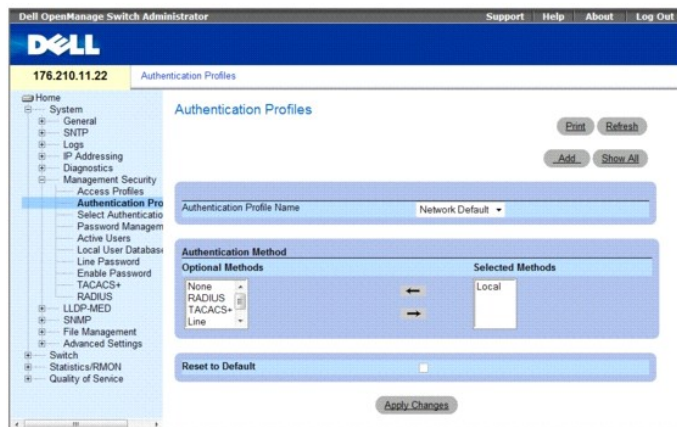 Dell OpenManage Switch Administrator
Support Help About Log Out
DELL
176.210.11.22
Authentication Profiles
Home
System
General
SNTP
Logs
IP Addressing
Diagnostics
Management Security
Access Profiles
Authentication Pro
Select Authenticatio
Password Managem
Active Users
Local User Database
Line Password
Enable Password
TACACS+
RADIUS
LLDP-MED
SNMP
File Management
Advanced Settings
Switch
Statistics/RMON
Quality of Service
Authentication Profiles
Print Refresh
Add Show All
Authentication Profile Name Network Default
Authentication Method
Optional Methods Selected Methods
None
RADIUS
TACACS+
Line
Local
Reset to Default
Apply Changes